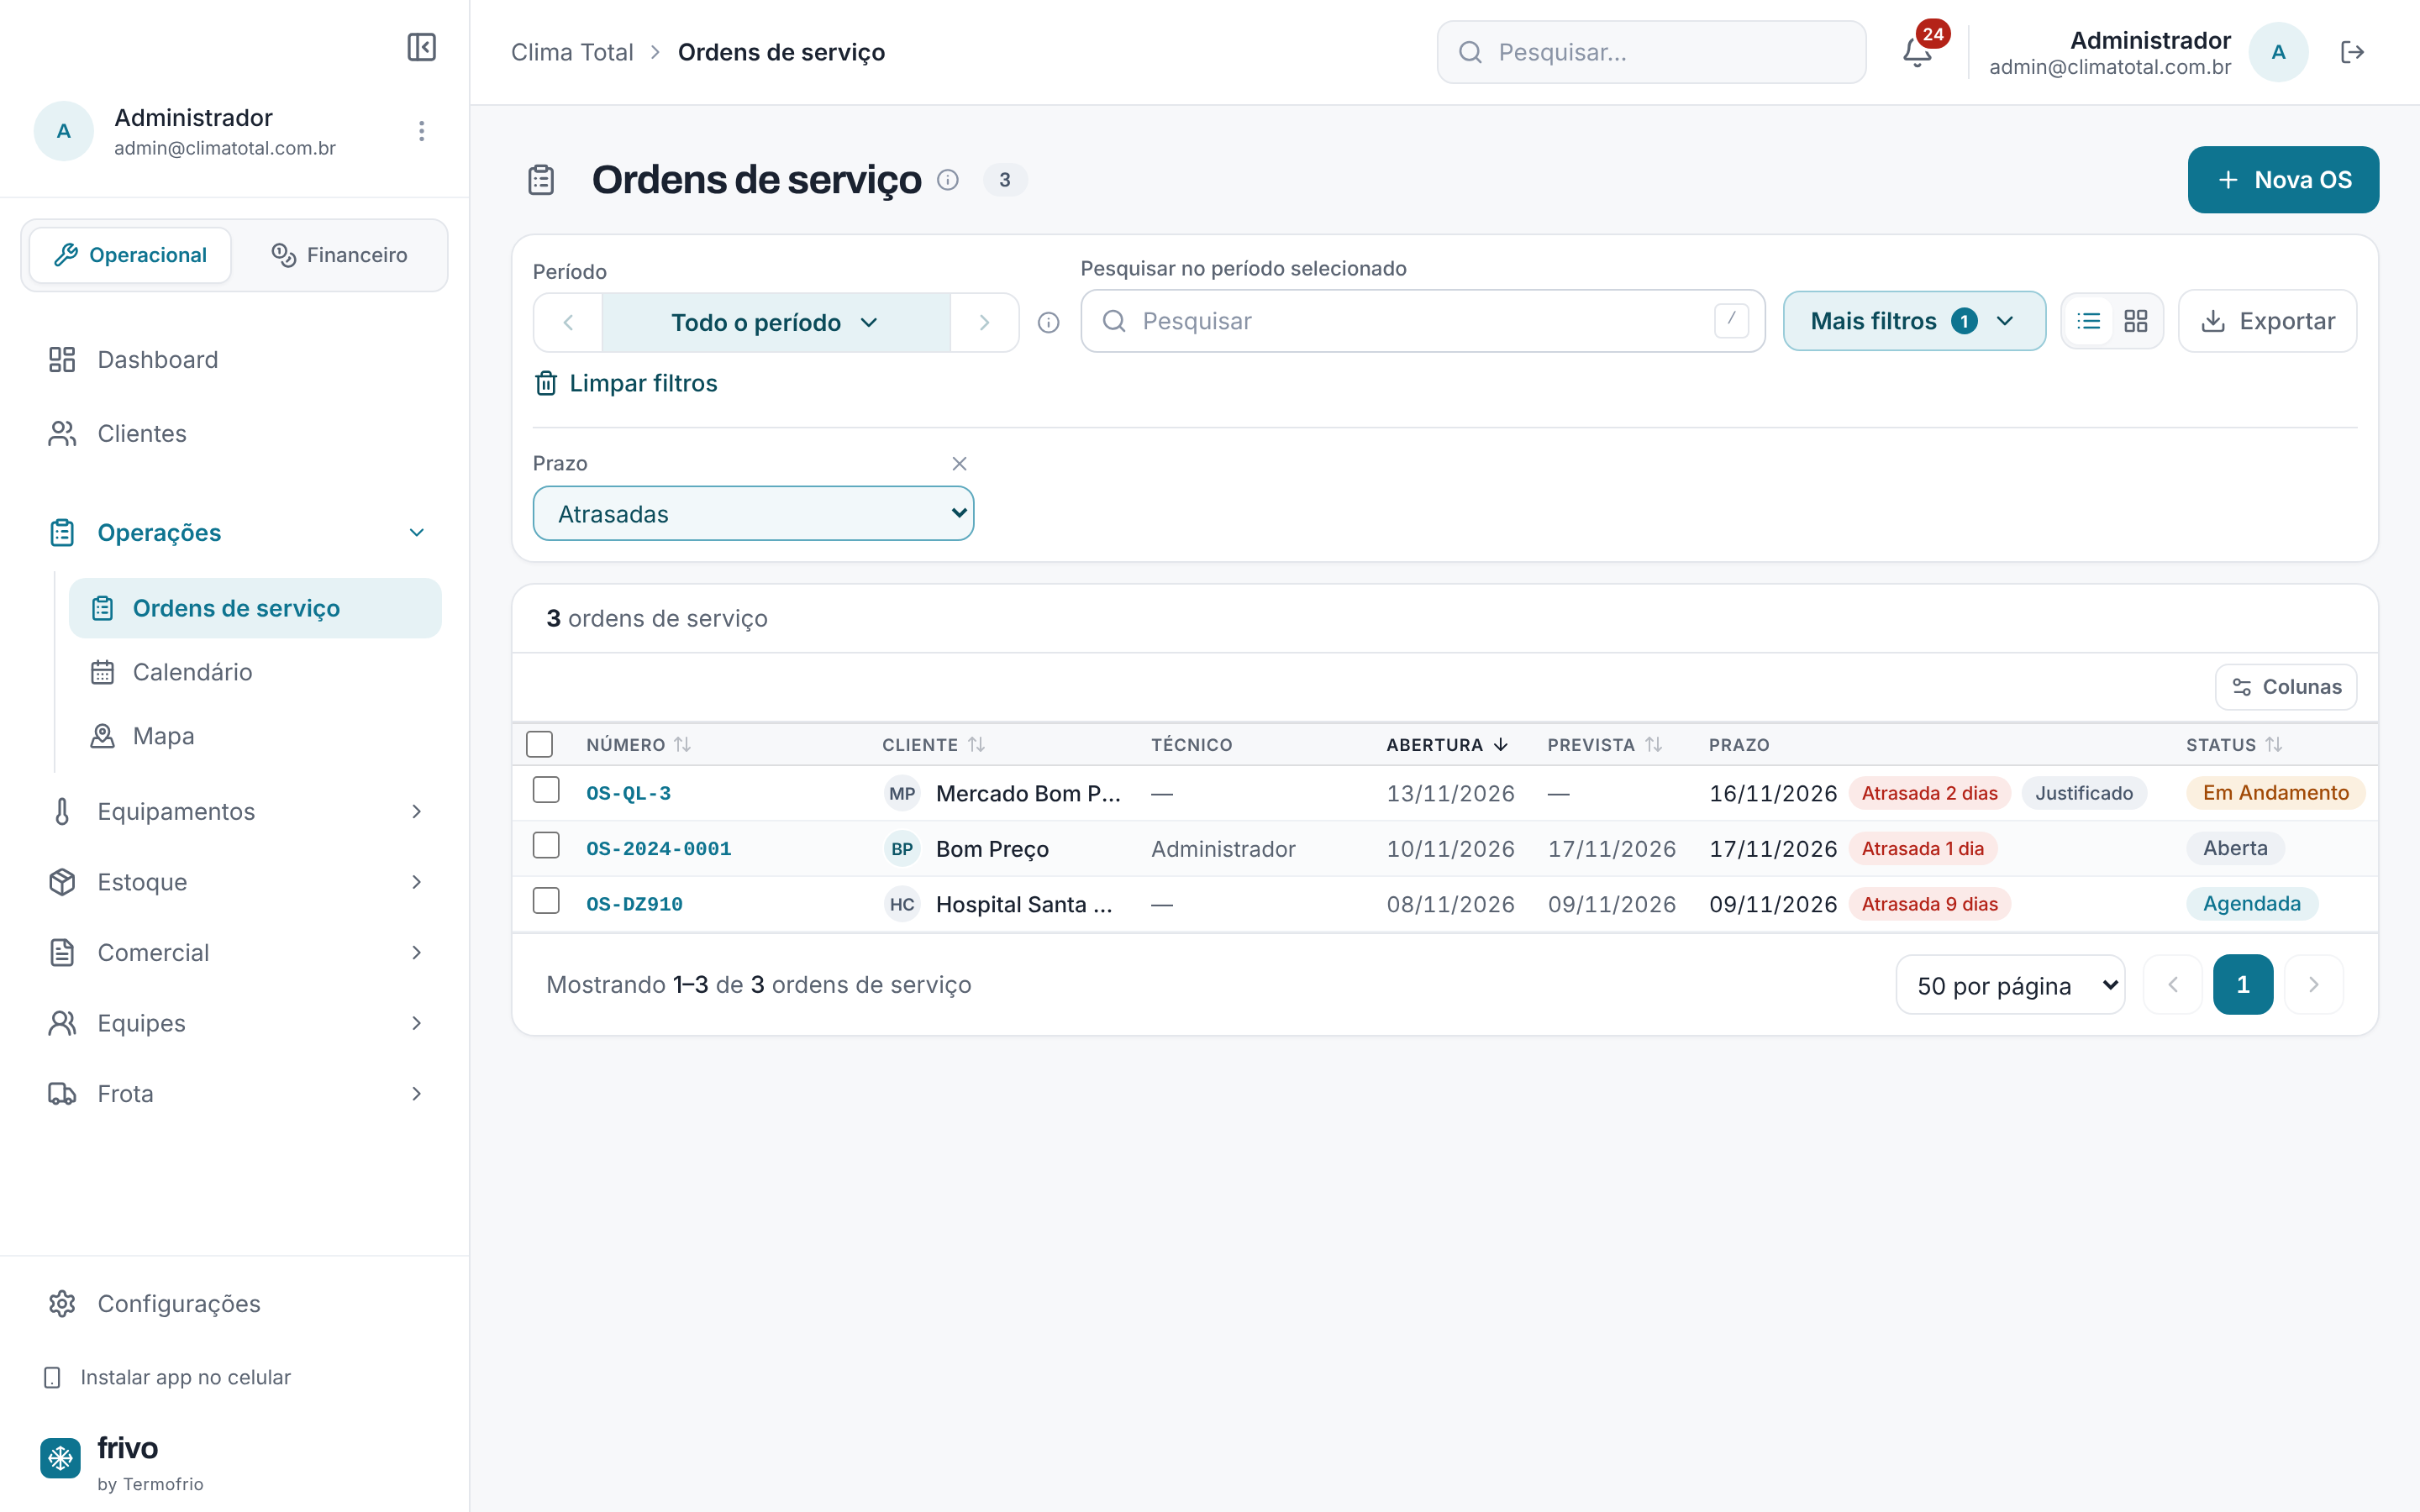 Administrador
admin@climatotal.com.br
Operacional
Financeiro
Dashboard
Clientes
Operações
Ordens de serviço
Calendário
Mapa
Equipamentos
Estoque
Comercial
Equipes
Frota
Configurações
Instalar app no celular
frivo
by Termofrio
Clima Total > Ordens de serviço
Pesquisar...
24
Administrador
admin@climatotal.com.br
A
A
Ordens de serviço 3
+ Nova OS
Período
Todo o período
Pesquisar no período selecionado
Pesquisar /
Mais filtros 1
Exportar
Limpar filtros
Prazo
Atrasadas
3 ordens de serviço
Colunas
NÚMERO CLIENTE TÉCNICO ABERTURA PREVISTA PRAZO STATUS
OS-QL-3 MP Mercado Bom P... — 13/11/2026 — 16/11/2026 Atrasada 2 dias Justificado Em Andamento
OS-2024-0001 BP Bom Preço Administrador 10/11/2026 17/11/2026 17/11/2026 Atrasada 1 dia Aberta
OS-DZ910 HC Hospital Santa ... — 08/11/2026 09/11/2026 09/11/2026 Atrasada 9 dias Agendada
Mostrando 1–3 de 3 ordens de serviço
50 por página
1